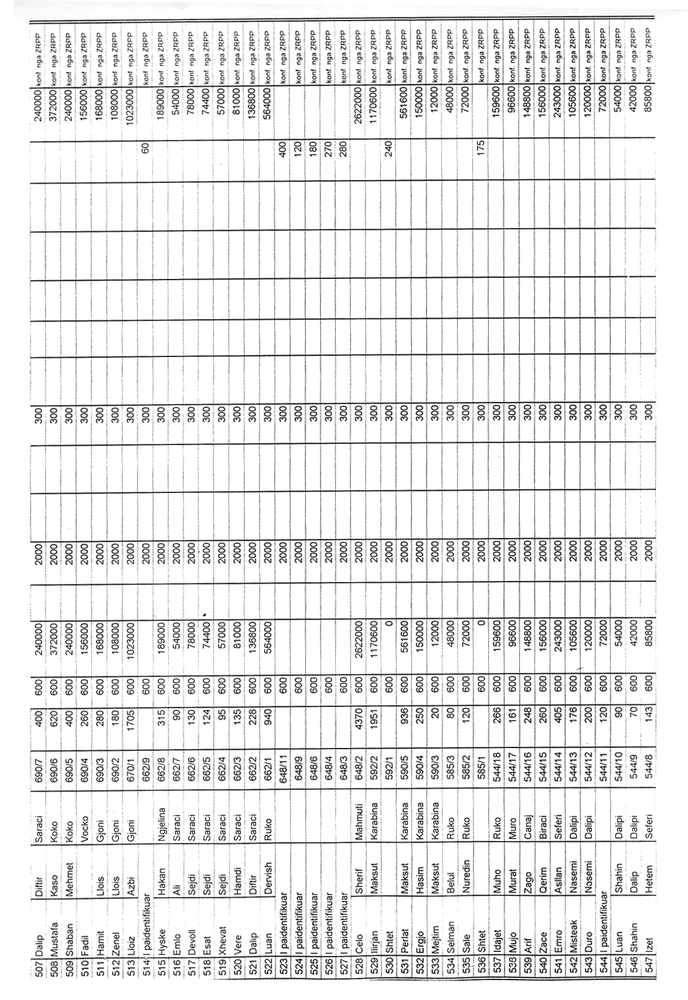 507 Dalip Diftir Saraci 690/7 400 600 240000 2000 300 240000 konf nga ZRPP
508 Mustafa Kaso Koko 690/6 620 600 372000 2000 300 372000 konf nga ZRPP
509 Shaban Mehmet Koko 690/5 400 600 240000 2000 300 240000 konf nga ZRPP
510 Fadil Vocko 690/4 260 600 156000 2000 300 156000 konf nga ZRPP
511 Hamit Llois Gjoni 690/3 280 600 168000 2000 300 168000 konf nga ZRPP
512 Zenel Llois Gjoni 690/2 180 600 108000 2000 300 108000 konf nga ZRPP
513 Lloiz Azbi Gjoni 670/1 1705 600 1023000 2000 300 1023000 konf nga ZRPP
514 I paidentifikuar 662/9 600 2000 300 60 konf nga ZRPP
515 Hyske Hakan Ngjelina 662/8 315 600 189000 2000 300 189000 konf nga ZRPP
516 Emlo Ali Saraci 662/7 90 600 54000 2000 300 54000 konf nga ZRPP
517 Devoll Sejdi Saraci 662/6 130 600 78000 2000 300 78000 konf nga ZRPP
518 Esat Sejdi Saraci 662/5 124 600 74400 2000 300 74400 konf nga ZRPP
519 Xhevat Sejdi Saraci 662/4 95 600 57000 2000 300 57000 konf nga ZRPP
520 Vere Hamdi Saraci 662/3 135 600 81000 2000 300 81000 konf nga ZRPP
521 Dalip Diftir Saraci 662/2 228 600 136800 2000 300 136800 konf nga ZRPP
522 Luan Dervish Ruko 662/1 940 600 564000 2000 300 564000 konf. nga ZRPP
523 I paidentifikuar 648/11 600 2000 300 400 konf. nga ZRPP
524 I paidentifikuar 648/9 600 2000 300 120 konf. nga ZRPP
525 I paidentifikuar 648/6 600 2000 300 180 konf. nga ZRPP
526 I paidentifikuar 648/4 600 2000 300 270 konf. nga ZRPP
527 I paidentifikuar 648/3 600 2000 300 280 konf. nga ZRPP
528 Celo Sherif Mahmuti 648/2 4370 600 2622000 2000 300 2622000 konf. nga ZRPP
529 Ilirjan Maksut Karabina 592/2 1951 600 1170600 2000 300 1170600 konf. nga ZRPP
530 Shtet 592/1 600 0 2000 300 240 konf. nga ZRPP
531 Perlat Maksut Karabina 590/5 936 600 561600 2000 300 561600 konf. nga ZRPP
532 Ergjo Hasim Karabina 590/4 250 600 150000 2000 300 150000 konf. nga ZRPP
533 Mejtim Maksut Karabina 590/3 20 600 12000 2000 300 12000 konf. nga ZRPP
534 Selman Belul Ruko 585/3 80 600 48000 2000 300 48000 konf. nga ZRPP
535 Sale Nuredin Ruko 585/2 120 600 72000 2000 300 72000 konf. nga ZRPP
536 Shtet 585/1 600 0 2000 300 175 konf. nga ZRPP
537 Idajet Muho Ruko 544/18 266 600 159600 2000 300 159600 konf. nga ZRPP
538 Mujo Murat Muro 544/17 161 600 96600 2000 300 96600 konf. nga ZRPP
539 Arif Zago Canaj 544/16 248 600 148800 2000 300 148800 konf. nga ZRPP
540 Zace Qerim Biraci 544/15 260 600 156000 2000 300 156000 konf. nga ZRPP
541 Emro Asllan Seferi 544/14 405 600 243000 2000 300 243000 konf. nga ZRPP
542 Misteak Nasemi Dalipi 544/13 176 600 105600 2000 300 105600 konf. nga ZRPP
543 Duro Nasemi Dalipi 544/12 200 600 120000 2000 300 120000 konf. nga ZRPP
544 I paidentifikuar 544/11 120 600 72000 2000 300 72000 konf. nga ZRPP
545 Luan Shahin Dalipi 544/10 90 600 54000 2000 300 54000 konf. nga ZRPP
546 Shahin Dalip Dalipi 544/9 70 600 42000 2000 300 42000 konf. nga ZRPP
547 Izet Hetem Seferi 544/8 143 600 85800 2000 300 85800 konf. nga ZRPP